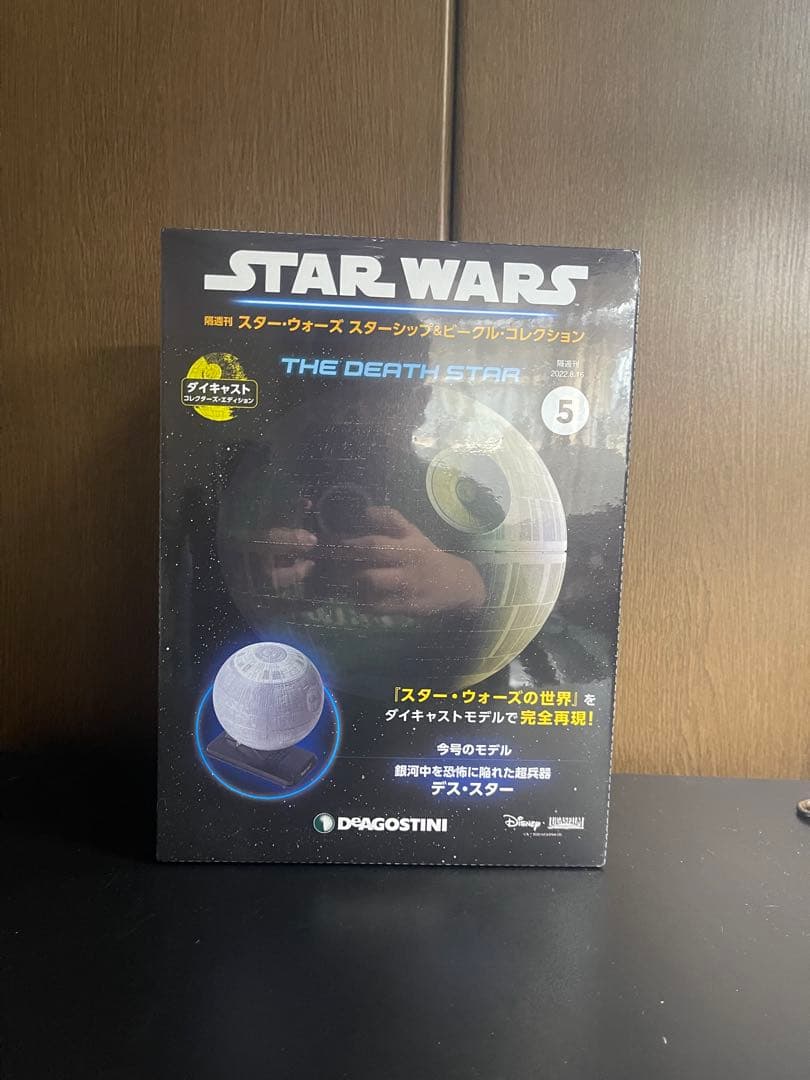 STAR WARS
隔週刊 スター・ウォーズ スターシップ&ビークル・コレクション
THE DEATH STAR
隔週刊
2022.8.16
5
ダイキャスト
コレクターズ・エディション
『スター・ウォーズの世界』を
ダイキャストモデルで完全再現!
今号のモデル
銀河中を恐怖に陥れた超兵器
デス・スター
DeAGOSTINI
Disney